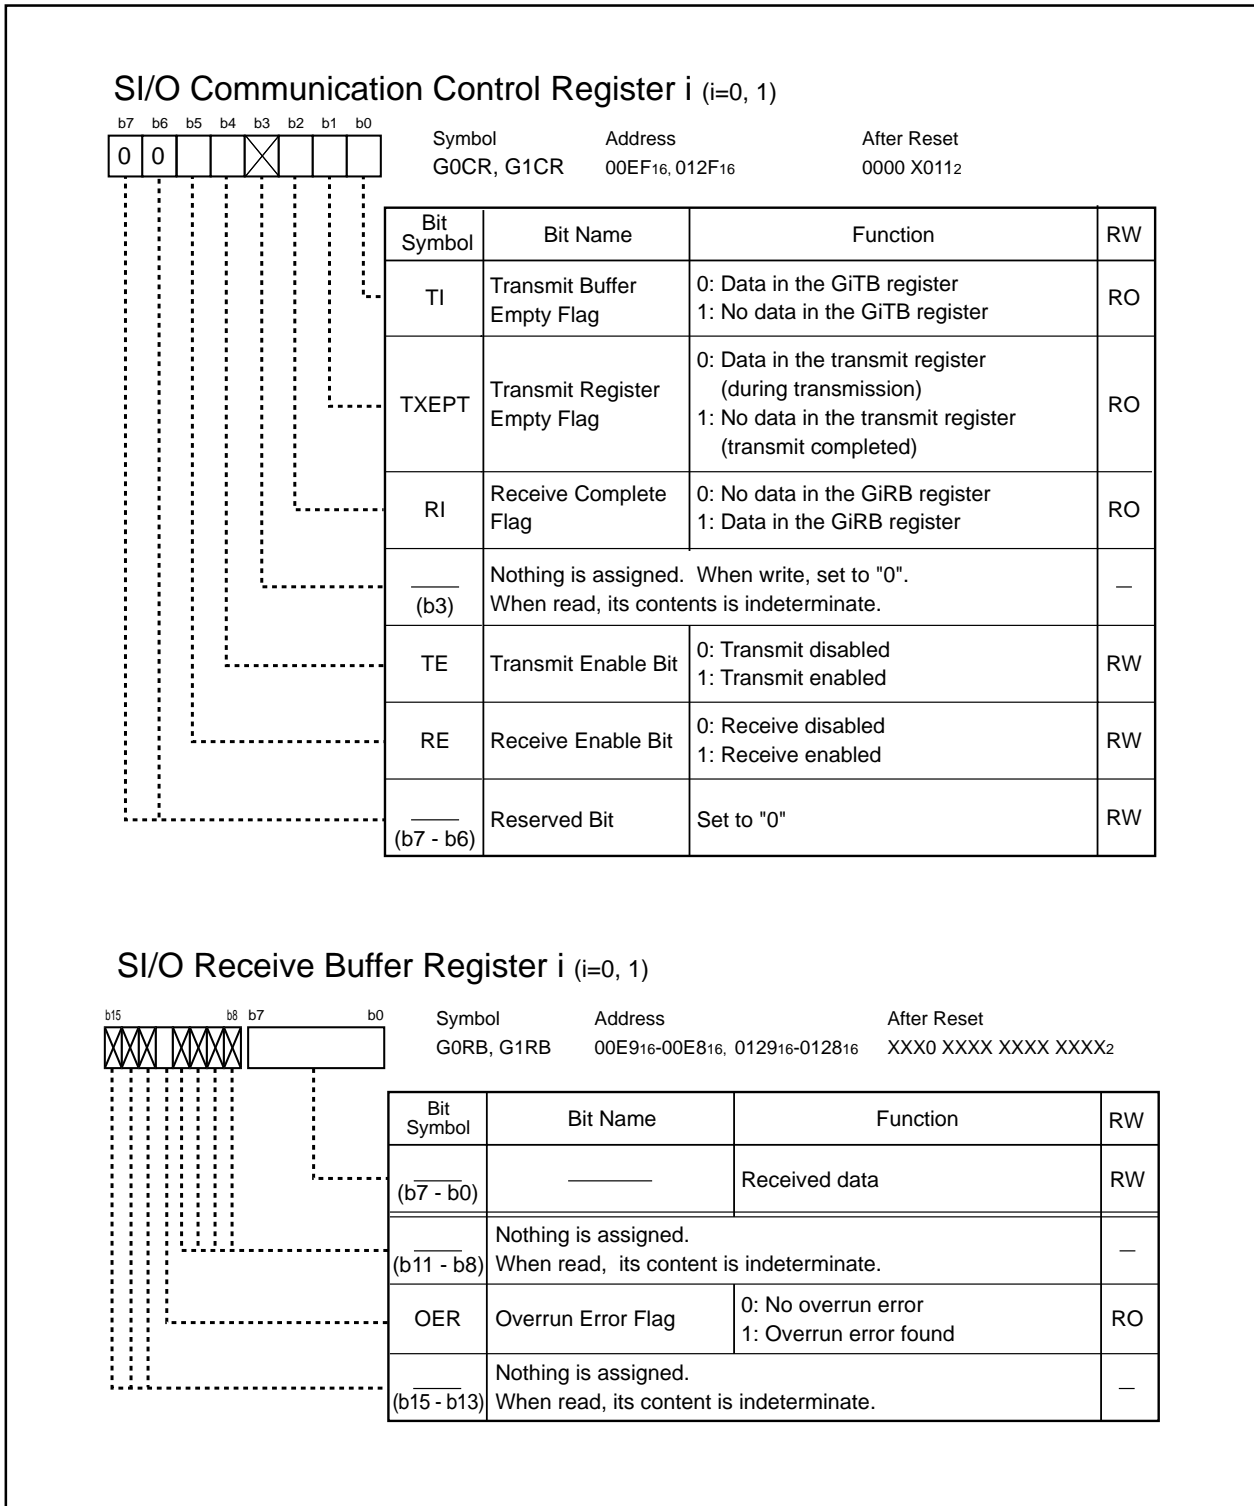 SI/O Communication Control Register i (i=0, 1)
b7 b6 b5 b4 b3 b2 b1 b0
0 0
Symbol Address After Reset
G0CR, G1CR 00EF16, 012F16 0000 X0112
Bit Symbol Bit Name Function RW
TI Transmit Buffer Empty Flag 0: Data in the GiTB register RO
1: No data in the GiTB register
TXEPT Transmit Register Empty Flag 0: Data in the transmit register RO
(during transmission)
1: No data in the transmit register
(transmit completed)
RI Receive Complete Flag 0: No data in the GiRB register RO
1: Data in the GiRB register
(b3) Nothing is assigned. When write, set to "0". —
When read, its contents is indeterminate.
TE Transmit Enable Bit 0: Transmit disabled RW
1: Transmit enabled
RE Receive Enable Bit 0: Receive disabled RW
1: Receive enabled
(b7 - b6) Reserved Bit Set to "0" RW
SI/O Receive Buffer Register i (i=0, 1)
b15 b8 b7 b0
Symbol Address After Reset
G0RB, G1RB 00E916-00E816, 012916-012816 XXX0 XXXX XXXX XXXX2
Bit Symbol Bit Name Function RW
(b7 - b0) Received data RW
(b11 - b8) Nothing is assigned. —
When read, its content is indeterminate.
OER Overrun Error Flag 0: No overrun error RO
1: Overrun error found
(b15 - b13) Nothing is assigned. —
When read, its content is indeterminate.